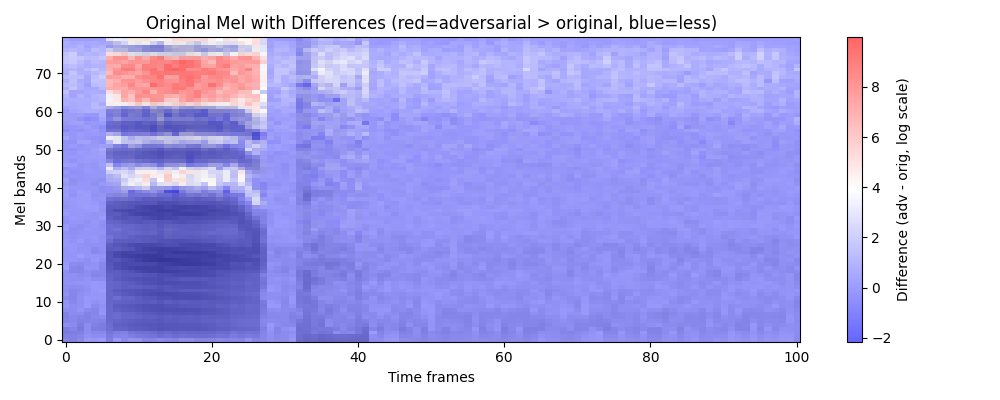 Original Mel with Differences (red=adversarial > original, blue=less)
Mel bands
70
60
50
40
30
20
10
0
0 20 40 60 80 100
Time frames
8
6
4
2
0
−2
Difference (adv - orig, log scale)